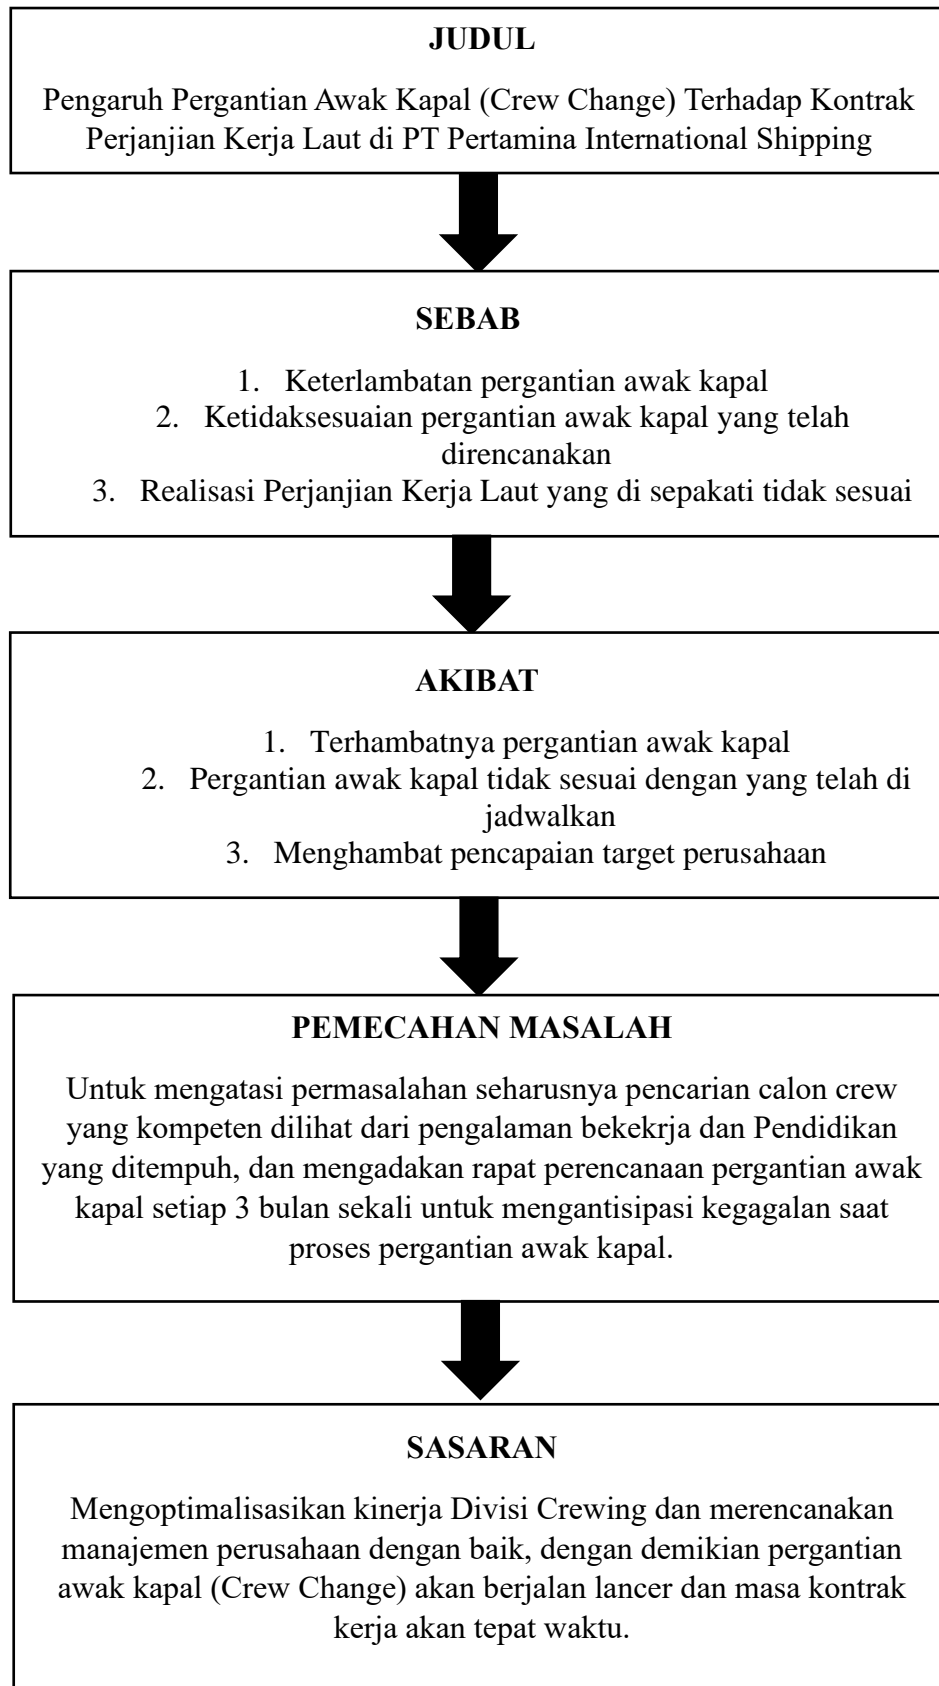 JUDUL
Pengaruh Pergantian Awak Kapal (Crew Change) Terhadap Kontrak
Perjanjian Kerja Laut di PT Pertamina International Shipping
SEBAB
1. Keterlambatan pergantian awak kapal
2. Ketidaksesuaian pergantian awak kapal yang telah
direncanakan
3. Realisasi Perjanjian Kerja Laut yang di sepakati tidak sesuai
AKIBAT
1. Terhambatnya pergantian awak kapal
2. Pergantian awak kapal tidak sesuai dengan yang telah di
jadwalkan
3. Menghambat pencapaian target perusahaan
PEMECAHAN MASALAH
Untuk mengatasi permasalahan seharusnya pencarian calon crew
yang kompeten dilihat dari pengalaman bekekrja dan Pendidikan
yang ditempuh, dan mengadakan rapat perencanaan pergantian awak
kapal setiap 3 bulan sekali untuk mengantisipasi kegagalan saat
proses pergantian awak kapal.
SASARAN
Mengoptimalisasikan kinerja Divisi Crewing dan merencanakan
manajemen perusahaan dengan baik, dengan demikian pergantian
awak kapal (Crew Change) akan berjalan lancer dan masa kontrak
kerja akan tepat waktu.